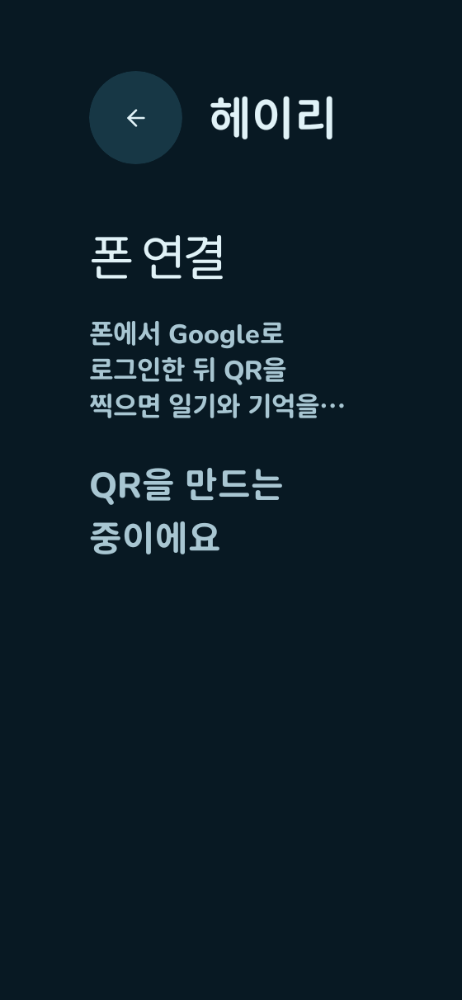 헤이리
폰 연결
폰에서 Google로
로그인한 뒤 QR을
찍으면 일기와 기억을…
QR을 만드는
중이에요